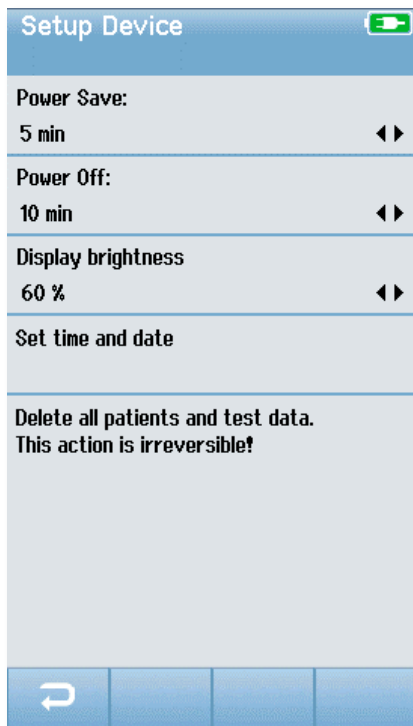 Setup Device
Power Save:
5 min
Power Off:
10 min
Display brightness
60 %
Set time and date
Delete all patients and test data.
This action is irreversible!